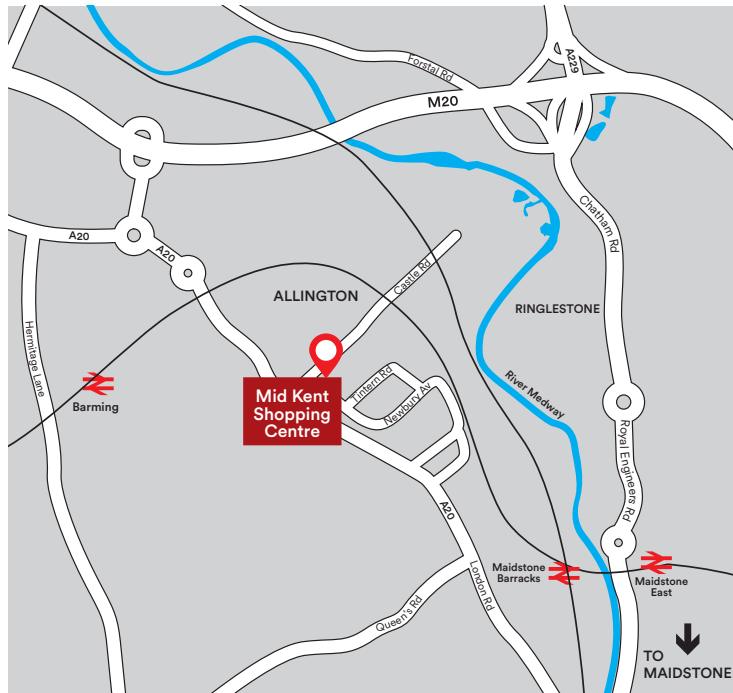 Forstal Rd
A229
M20
Chatham Rd
A20
A20
Castle Rd
ALLINGTON
RINGLESTONE
Hermitage Lane
Barming
Mid Kent
Shopping
Centre
Tintern Rd
Newbury Av
River Medway
Royal Engineers Rd
A20
London Rd
Queen's Rd
Maidstone
Barracks
Maidstone
East
TO
MAIDSTONE